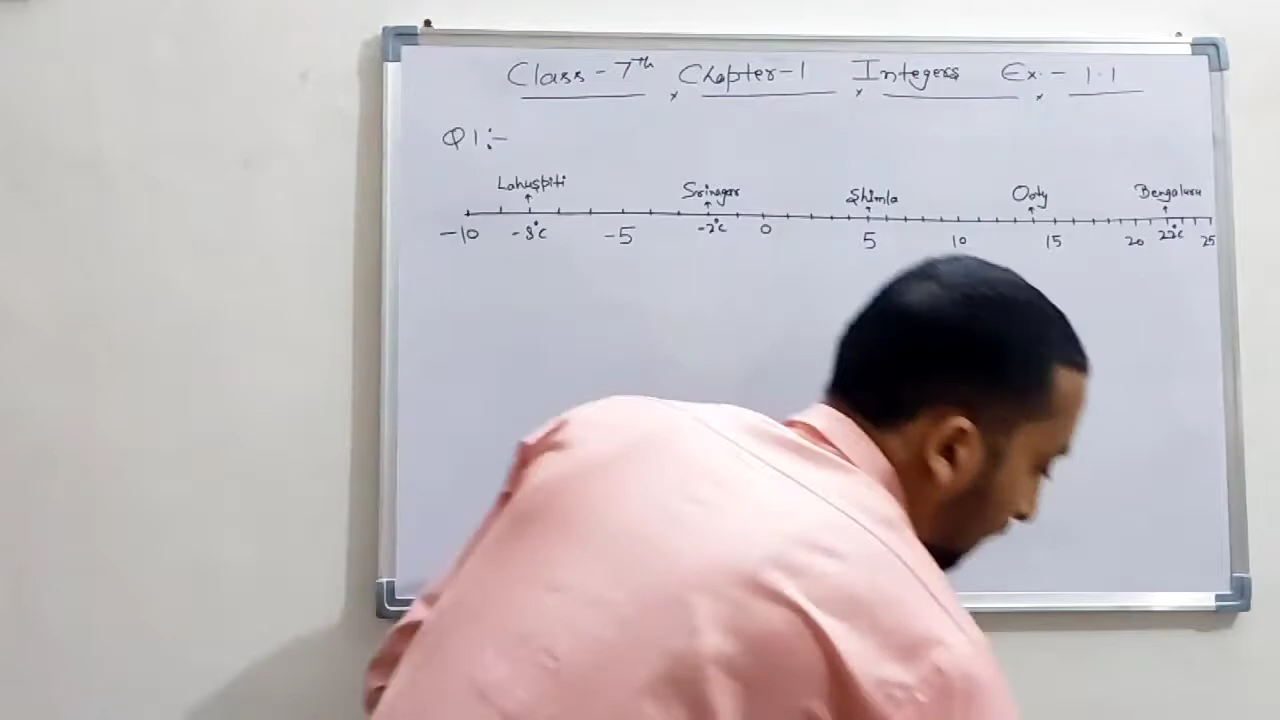 Class-7th Chapter-1 Integers Ex.- 1.1
Q1:-
Lahuspiti Srinagar Shimla Ooty Bengaluru
-10 -8°C -5 -2°C 0 5 10 15 20 22°C 25